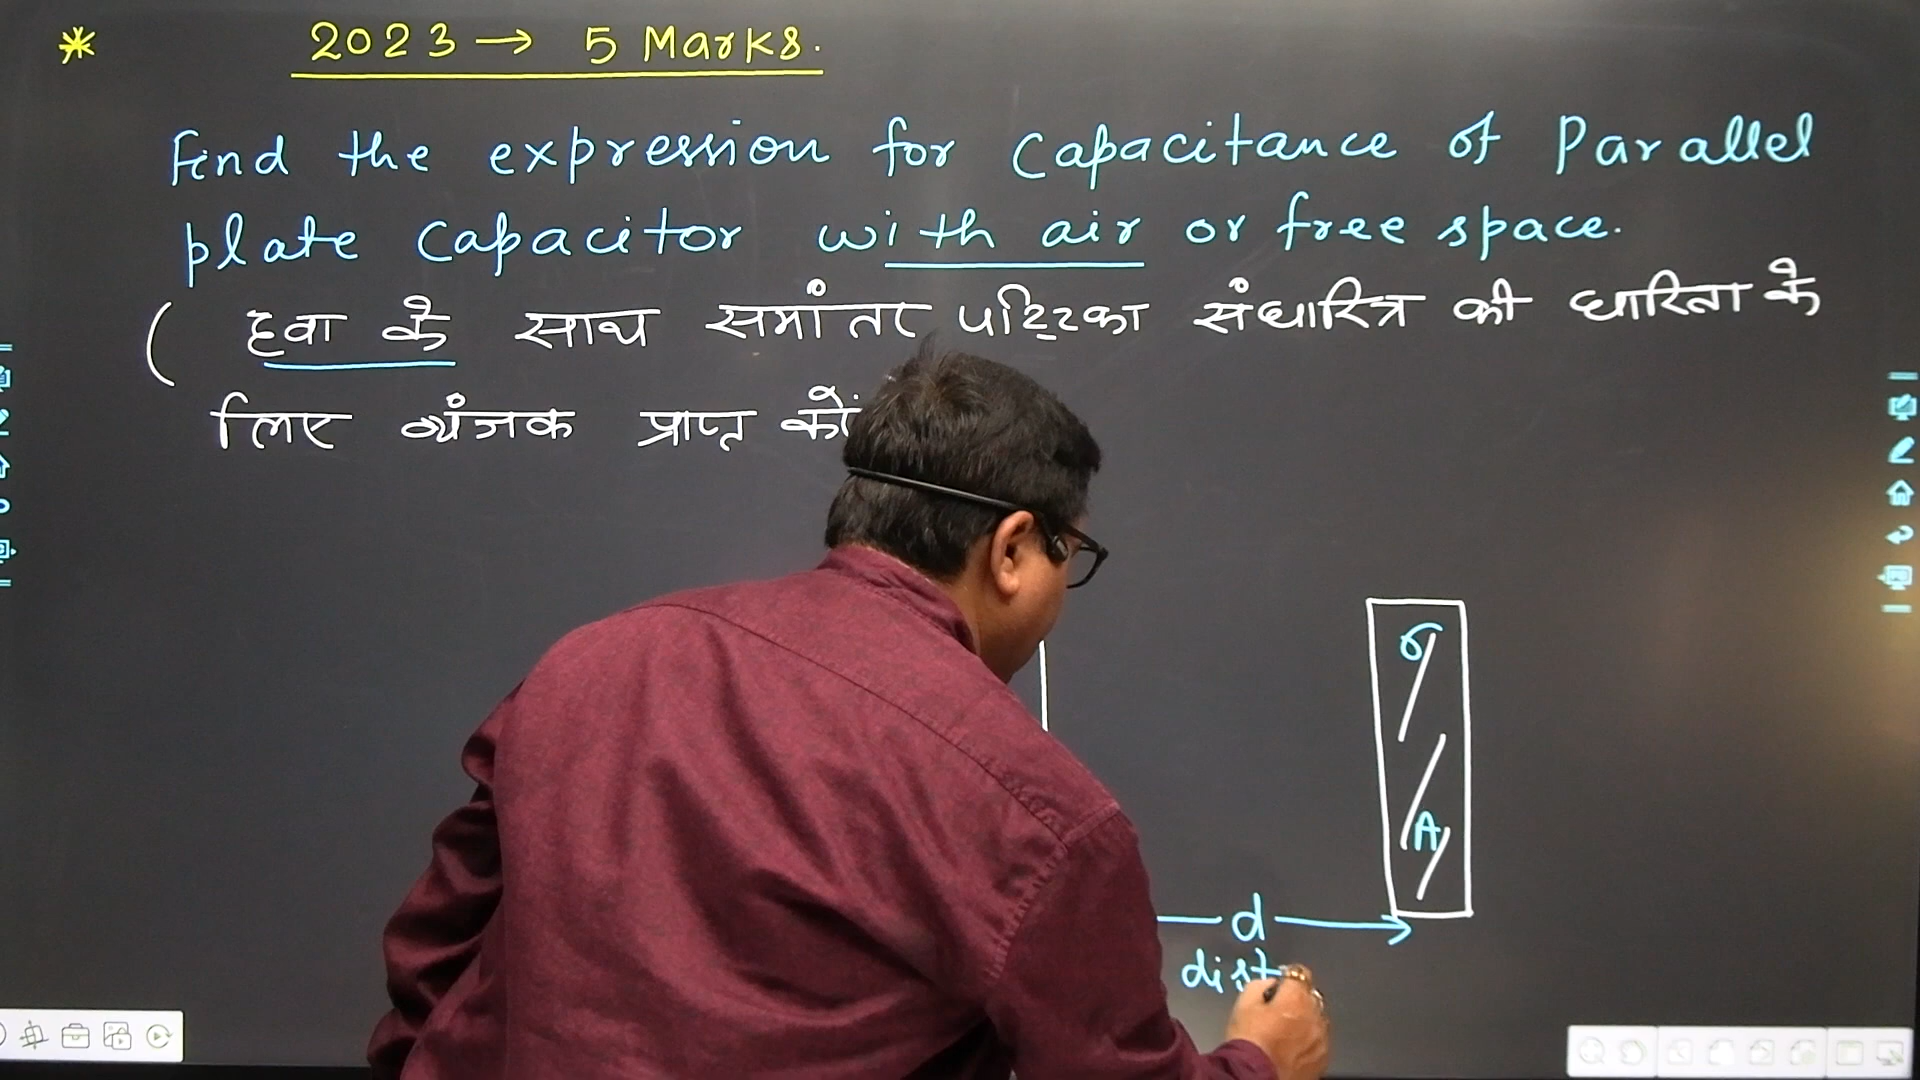 2023 → 5 Marks.
Find the expression for Capacitance of Parallel
plate Capacitor with air or free space.
( हवा के साथ समांतर पट्टिका संधारित्र की धारिता के
लिए व्यंजक प्राप्त करें
σ
A
d
dist